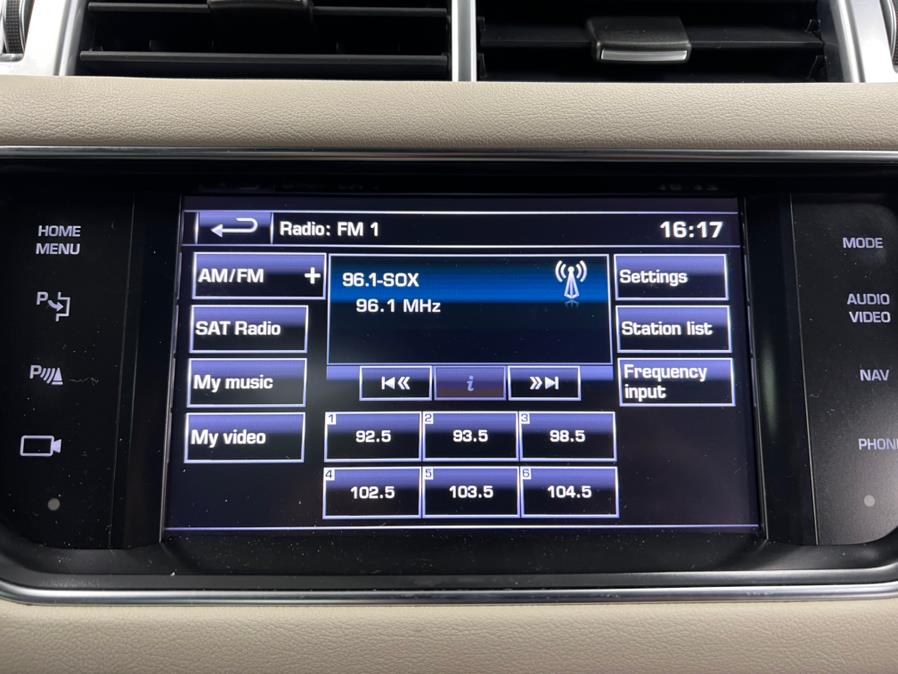 HOME
MENU
P
P
Radio: FM 1
16:17
AM/FM +
SAT Radio
My music
My video
96.1-SOX
96.1 MHz
i
1 92.5
2 93.5
3 98.5
4 102.5
5 103.5
6 104.5
Settings
Station list
Frequency
input
MODE
AUDIO
VIDEO
NAV
PHON